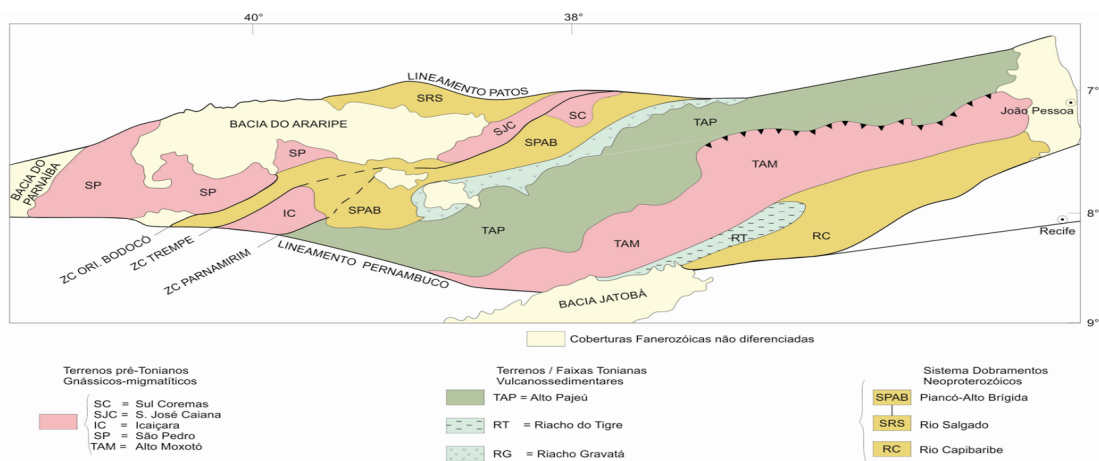 40°
38°
LINEAMENTO PATOS
SRS
7°
BACIA DO ARARIPE
SJC
SC
João Pessoa
SPAB
TAP
SP
BACIA DO
PARNAÍBA
SP
SP
TAM
IC
SPAB
8°
TAP
TAM
RT
RC
Recife
ZC ORI. BODOCÓ
ZC TREMPE
ZC PARNAMIRIM
LINEAMENTO PERNAMBUCO
BACIA JATOBÁ
9°
Coberturas Fanerozóicas não diferenciadas
Terrenos pré-Tonianos
Gnássicos-migmatíticos
SC = Sul Coremas
SJC = S. José Caiana
IC = Icaiçara
SP = São Pedro
TAM = Alto Moxotó
Terrenos / Faixas Tonianas
Vulcanossedimentares
TAP = Alto Pajeú
RT = Riacho do Tigre
RG = Riacho Gravatá
Sistema Dobramentos
Neoproterozóicos
SPAB Piancó-Alto Brígida
SRS Rio Salgado
RC Rio Capibaribe